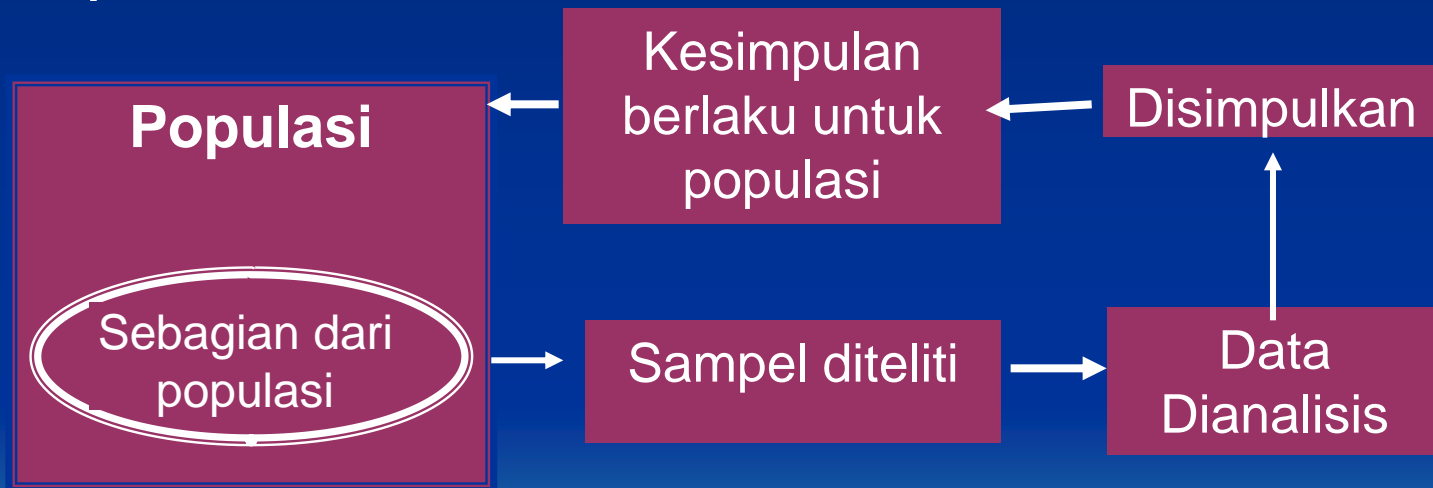 Populasi
Sebagian dari
populasi
Sampel diteliti
Data
Dianalisis
Disimpulkan
Kesimpulan
berlaku untuk
populasi